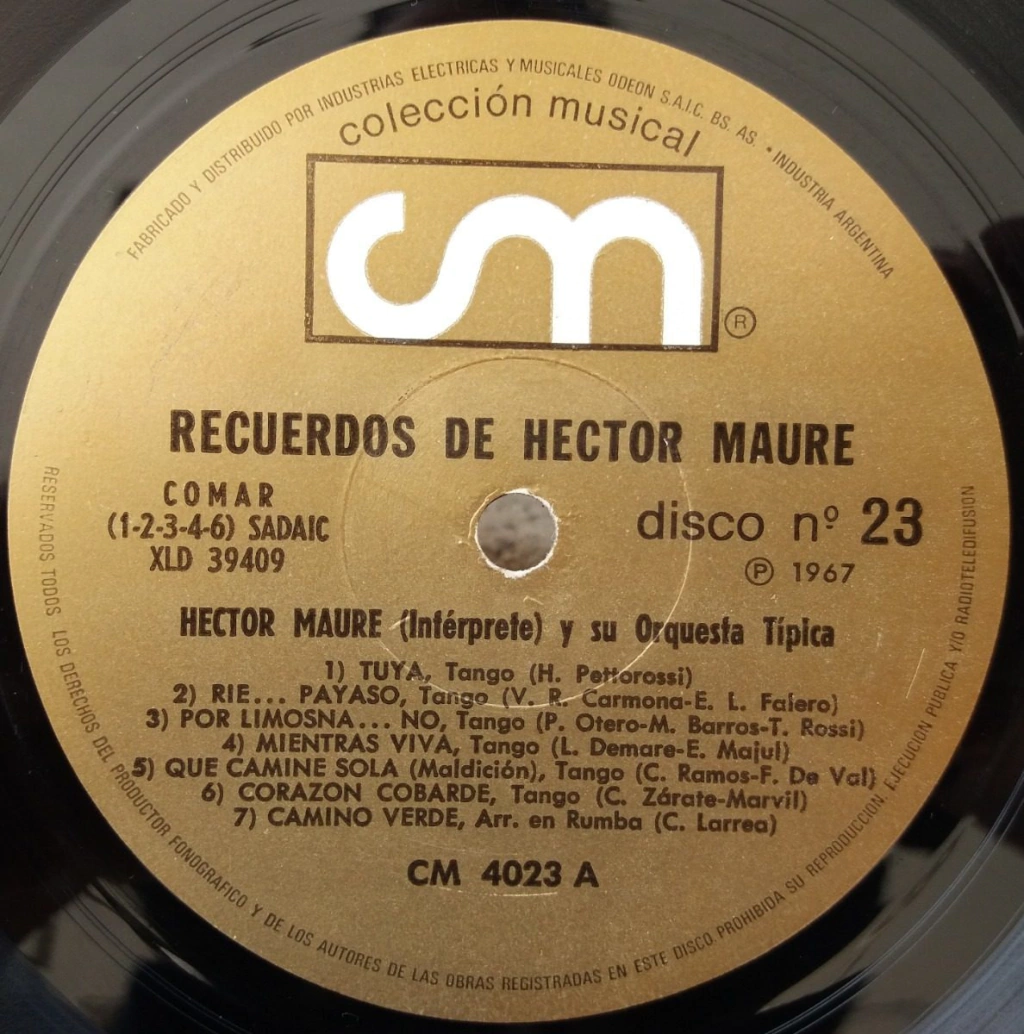 FABRICADO Y DISTRIBUIDO POR INDUSTRIAS ELECTRICAS Y MUSICALES ODEON S.A.I.C. BS. AS. • INDUSTRIA ARGENTINA
colección musical
cm
®
RECUERDOS DE HECTOR MAURE
COMAR
(1-2-3-4-6) SADAIC
XLD 39409
disco nº 23
℗ 1967
HECTOR MAURE (Intérprete) y su Orquesta Típica
1) TUYA, Tango (H. Pettorossi)
2) RIE... PAYASO, Tango (V. R. Carmona-E. L. Falero)
3) POR LIMOSNA... NO, Tango (P. Otero-M. Barros-T. Rossi)
4) MIENTRAS VIVA, Tango (L. Demare-E. Majul)
5) QUE CAMINE SOLA (Maldición), Tango (C. Ramos-F. De Val)
6) CORAZON COBARDE, Tango (C. Zárate-Marvil)
7) CAMINO VERDE, Arr. en Rumba (C. Larrea)
CM 4023 A
RESERVADOS TODOS LOS DERECHOS DEL PRODUCTOR FONOGRAFICO Y DE LOS AUTORES DE LAS OBRAS REGISTRADAS EN ESTE DISCO PROHIBIDA SU REPRODUCCION, EJECUCION PUBLICA Y/O RADIOTELEDIFUSION